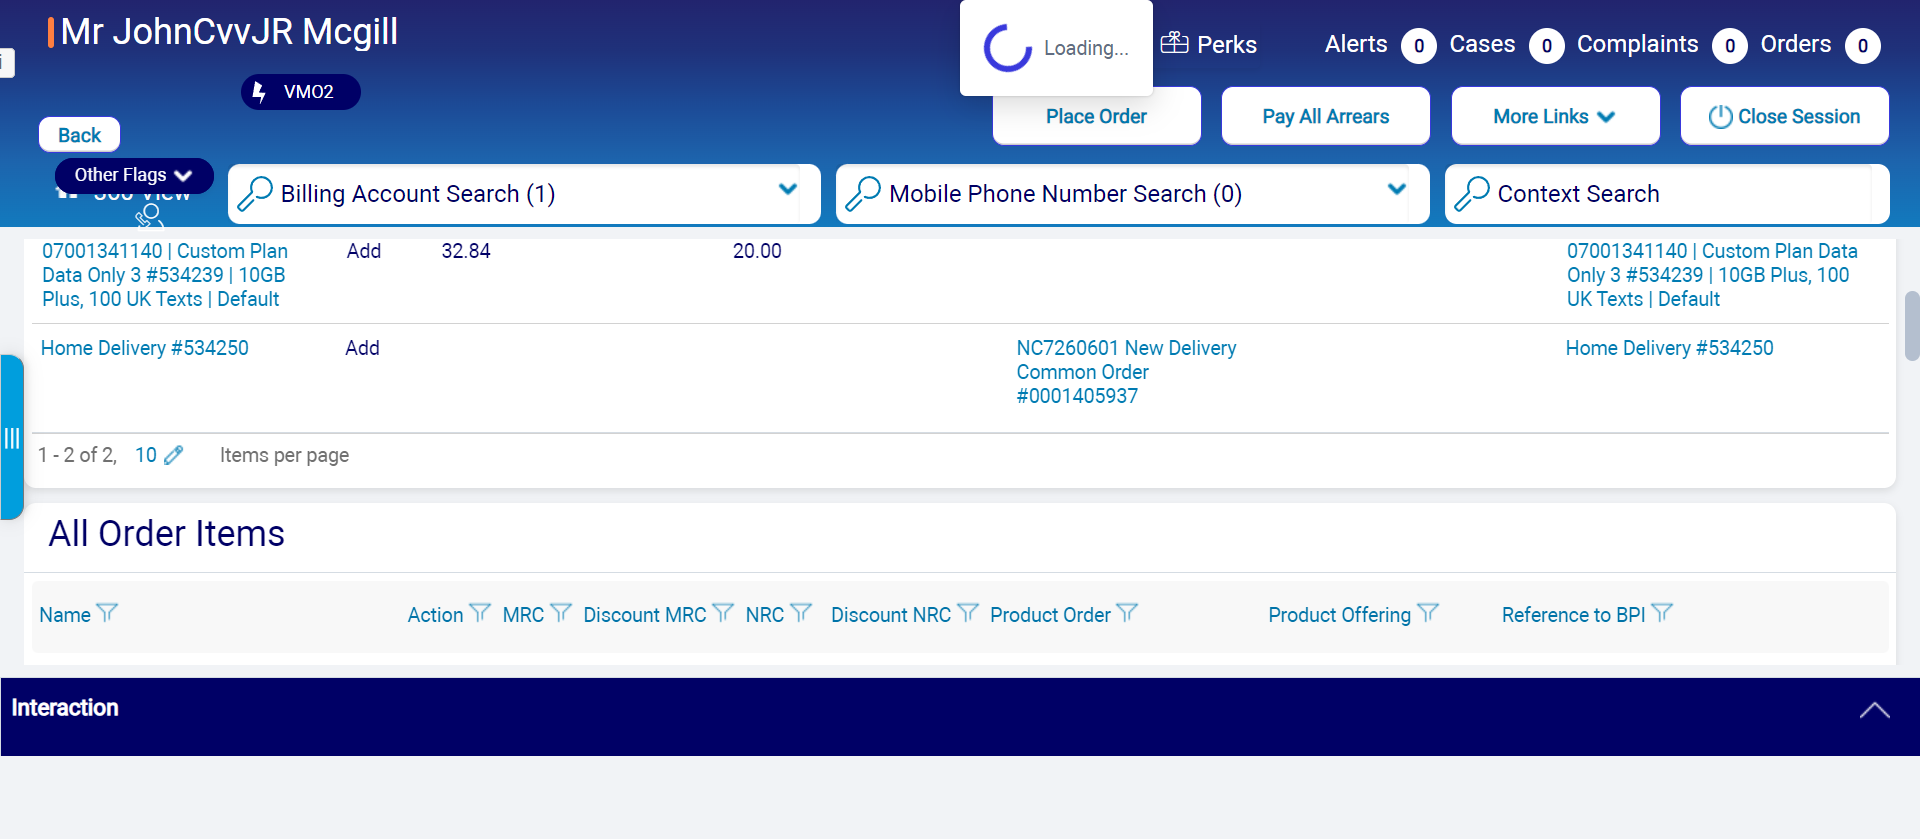 Mr JohnCvvJR Mcgill
Loading...
Perks
Alerts 0 Cases 0 Complaints 0 Orders 0
VMO2
Place Order
Pay All Arrears
More Links
Close Session
Back
Other Flags
Billing Account Search (1)
Mobile Phone Number Search (0)
Context Search
07001341140 | Custom Plan
Data Only 3 #534239 | 10GB
Plus, 100 UK Texts | Default
Add
32.84
20.00
07001341140 | Custom Plan Data
Only 3 #534239 | 10GB Plus, 100
UK Texts | Default
Home Delivery #534250
Add
NC7260601 New Delivery
Common Order
#0001405937
Home Delivery #534250
1 - 2 of 2, 10 Items per page
All Order Items
Name Action MRC Discount MRC NRC Discount NRC Product Order Product Offering Reference to BPI
Interaction